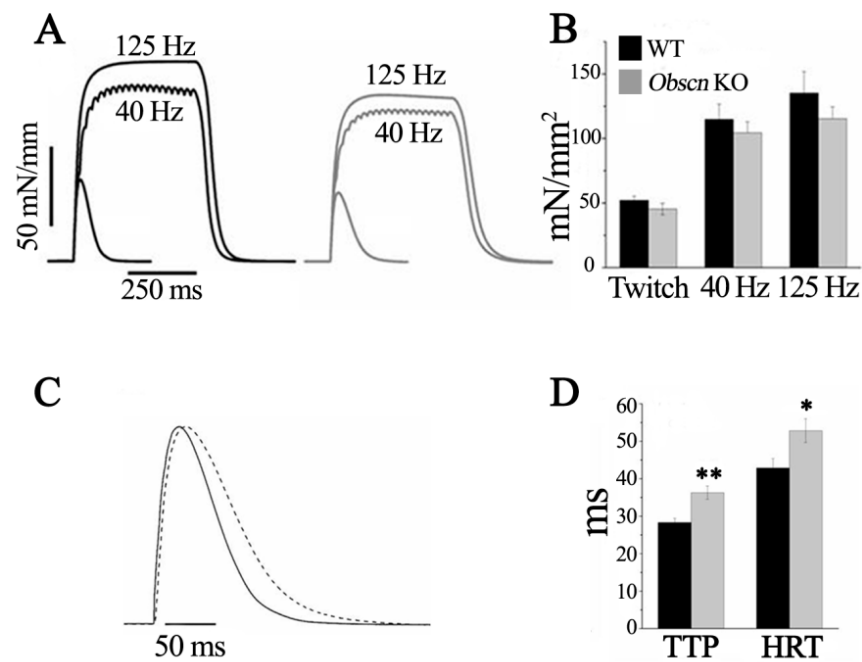 A
125 Hz
40 Hz
50 mN/mm
250 ms
125 Hz
40 Hz
B
WT
Obscn KO
mN/mm²
150
100
50
0
Twitch 40 Hz 125 Hz
C
50 ms
D
ms
60
50
40
30
20
10
0
**
*
TTP HRT